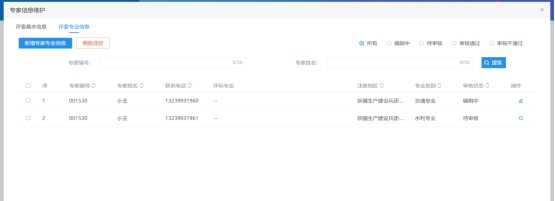 专家信息维护 ×
评委基本信息 评委专业信息
新增专家专业信息 删除选定 所有 编辑中 待审核 审核通过 审核不通过
专家编号: 0/50 专家姓名: 0/50 搜索
序 专家编号 专家姓名 联系电话 评标专业 注册地区 专业类别 审核状态 操作
1 001530 小王 13239931960 -- 新疆生产建设兵团-... 交通专业 编辑中
2 001530 小王 13239931961 -- 新疆生产建设兵团-... 水利专业 待审核